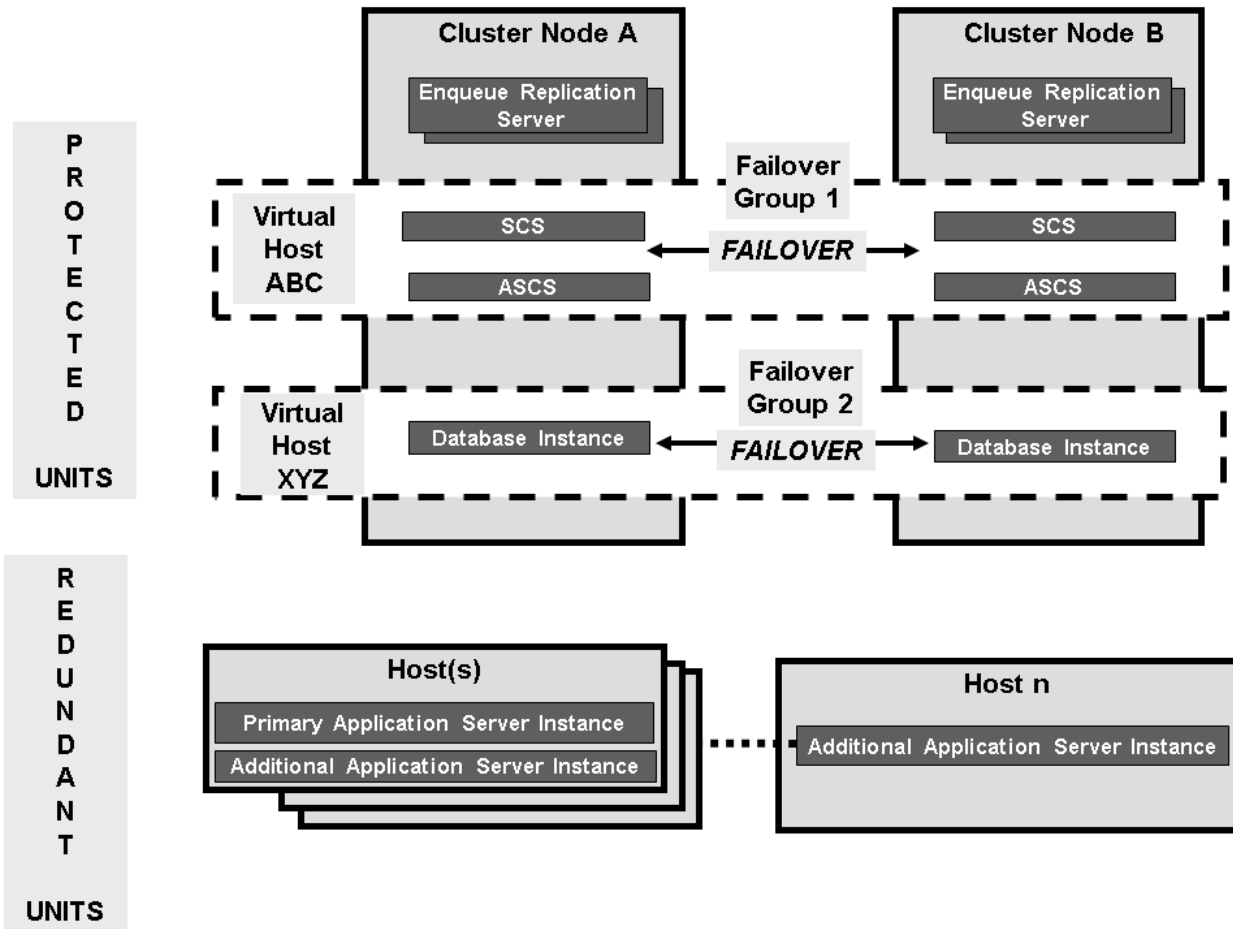 Cluster Node A
Cluster Node B
Enqueue Replication
Server
Enqueue Replication
Server
PROTECTED
UNITS
Failover
Group 1
Virtual
Host
ABC
SCS
FAILOVER
SCS
ASCS
ASCS
Failover
Group 2
Virtual
Host
XYZ
Database Instance
FAILOVER
Database Instance
REDUNDANT
UNITS
Host(s)
Primary Application Server Instance
Additional Application Server Instance
Host n
Additional Application Server Instance